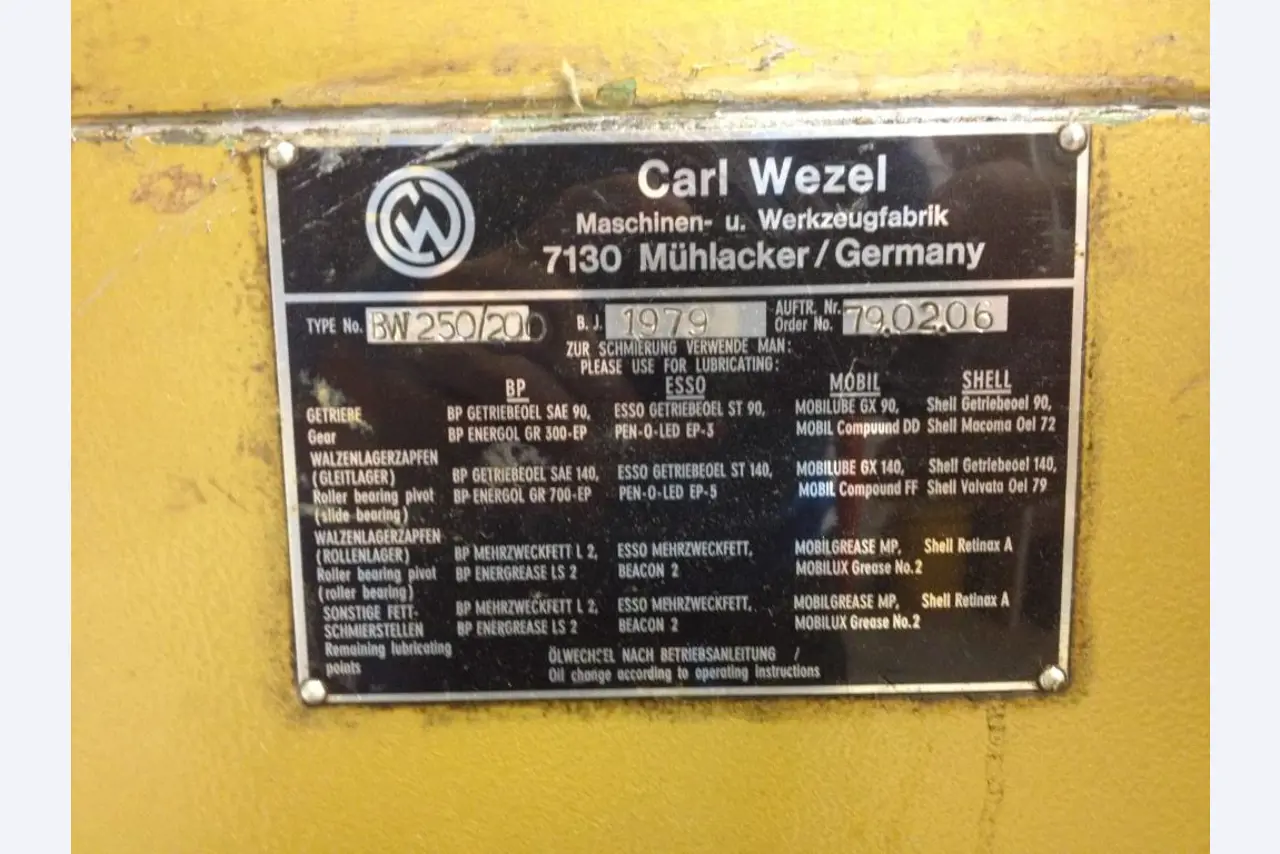 CW
Carl Wezel
Maschinen- u. Werkzeugfabrik
7130 Mühlacker/Germany
TYPE No. BW 250/200 B. J. 1979 AUFTR. Nr. Order No. 79.02.06
ZUR SCHMIERUNG VERWENDE MAN:
PLEASE USE FOR LUBRICATING:
BP ESSO MOBIL SHELL
GETRIEBE BP GETRIEBEOEL SAE 90, ESSO GETRIEBEOEL ST 90, MOBILUBE GX 90, Shell Getriebeoel 90,
Gear BP ENERGOL GR 300-EP PEN-O-LED EP-3 MOBIL Compuund DD Shell Macoma Oel 72
WALZENLAGERZAPFEN
(GLEITLAGER) BP GETRIEBEOEL SAE 140, ESSO GETRIEBEOEL ST 140, MOBILUBE GX 140, Shell Getriebeoel 140,
Roller bearing pivot BP ENERGOL GR 700-EP PEN-O-LED EP-5 MOBIL Compound FF Shell Valvata Oel 79
(slide bearing)
WALZENLAGERZAPFEN
(ROLLENLAGER) BP MEHRZWECKFETT L 2, ESSO MEHRZWECKFETT, MOBILGREASE MP, Shell Retinax A
Roller bearing pivot BP ENERGREASE LS 2 BEACON 2 MOBILUX Grease No.2
(roller bearing)
SONSTIGE FETT- BP MEHRZWECKFETT L 2, ESSO MEHRZWECKFETT, MOBILGREASE MP, Shell Retinax A
SCHMIERSTELLEN BP ENERGREASE LS 2 BEACON 2 MOBILUX Grease No.2
Remaining lubricating
points
ÖLWECHSEL NACH BETRIEBSANLEITUNG /
Oil change according to operating instructions